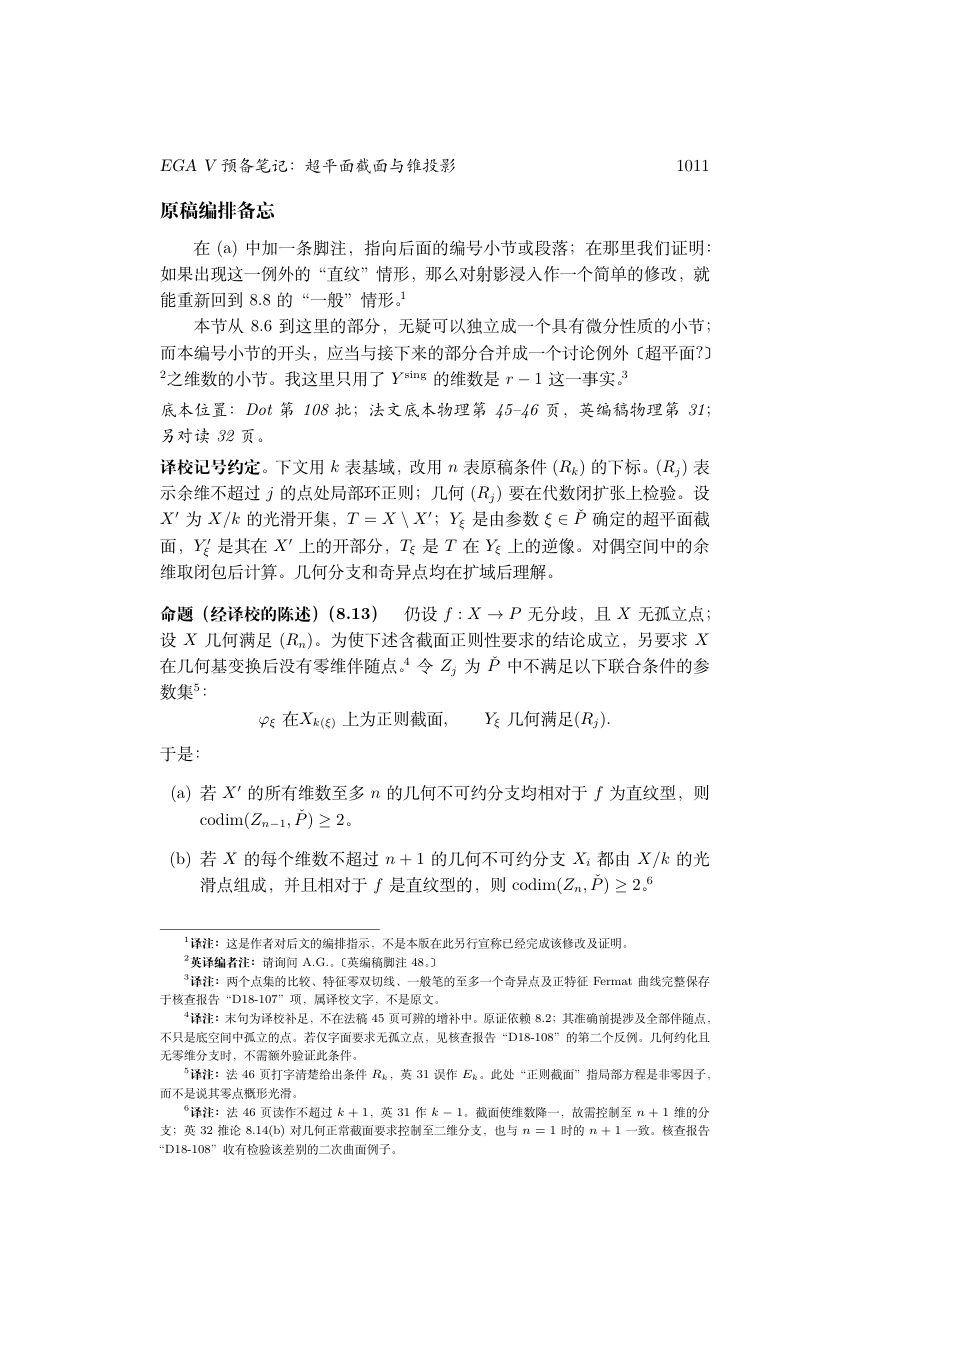 EGA V 预备笔记：超平面截面与锥投影 1011
原稿编排备忘
在 (a) 中加一条脚注，指向后面的编号小节或段落；在那里我们证明：
如果出现这一例外的“直纹”情形，那么对射影浸入作一个简单的修改，就
能重新回到 8.8 的“一般”情形。¹
本节从 8.6 到这里的部分，无疑可以独立成一个具有微分性质的小节；
而本编号小节的开头，应当与接下来的部分合并成一个讨论例外〔超平面?〕
²之维数的小节。我这里只用了 Y^sing 的维数是 r − 1 这一事实。³
底本位置：Dot 第 108 批；法文底本物理第 45–46 页，英编稿物理第 31；
另对读 32 页。
译校记号约定。下文用 k 表基域，改用 n 表原稿条件 (R_k) 的下标。(R_j) 表
示余维不超过 j 的点处局部环正则；几何 (R_j) 要在代数闭扩张上检验。设
X′ 为 X/k 的光滑开集，T = X \ X′；Y_ξ 是由参数 ξ ∈ P̌ 确定的超平面截
面，Y′_ξ 是其在 X′ 上的开部分，T_ξ 是 T 在 Y_ξ 上的逆像。对偶空间中的余
维取闭包后计算。几何分支和奇异点均在扩域后理解。
命题（经译校的陈述）(8.13) 仍设 f : X → P 无分歧，且 X 无孤立点；
设 X 几何满足 (R_n)。为使下述含截面正则性要求的结论成立，另要求 X
在几何基变换后没有零维伴随点。⁴ 令 Z_j 为 P̌ 中不满足以下联合条件的参
数集⁵：
φ_ξ 在X_k(ξ) 上为正则截面, Y_ξ 几何满足(R_j).
于是：
(a) 若 X′ 的所有维数至多 n 的几何不可约分支均相对于 f 为直纹型，则
codim(Z_{n−1}, P̌) ≥ 2。
(b) 若 X 的每个维数不超过 n + 1 的几何不可约分支 X_i 都由 X/k 的光
滑点组成，并且相对于 f 是直纹型的，则 codim(Z_n, P̌) ≥ 2。⁶
¹译注：这是作者对后文的编排指示，不是本版在此另行宣称已经完成该修改及证明。
²英译编者注：请询问 A.G.。〔英编稿脚注 48。〕
³译注：两个点集的比较、特征零双切线、一般笔的至多一个奇异点及正特征 Fermat 曲线完整保存
于核查报告“D18-107”项，属译校文字，不是原文。
⁴译注：末句为译校补足，不在法稿 45 页可辨的增补中。原证依赖 8.2；其准确前提涉及全部伴随点，
不只是底空间中孤立的点。若仅字面要求无孤立点，见核查报告“D18-108”的第二个反例。几何约化且
无零维分支时，不需额外验证此条件。
⁵译注：法 46 页打字清楚给出条件 R_k，英 31 误作 E_k。此处“正则截面”指局部方程是非零因子，
而不是说其零点概形光滑。
⁶译注：法 46 页读作不超过 k + 1，英 31 作 k − 1。截面使维数降一，故需控制至 n + 1 维的分
支；英 32 推论 8.14(b) 对几何正常截面要求控制至二维分支，也与 n = 1 时的 n + 1 一致。核查报告
“D18-108”收有检验该差别的二次曲面例子。